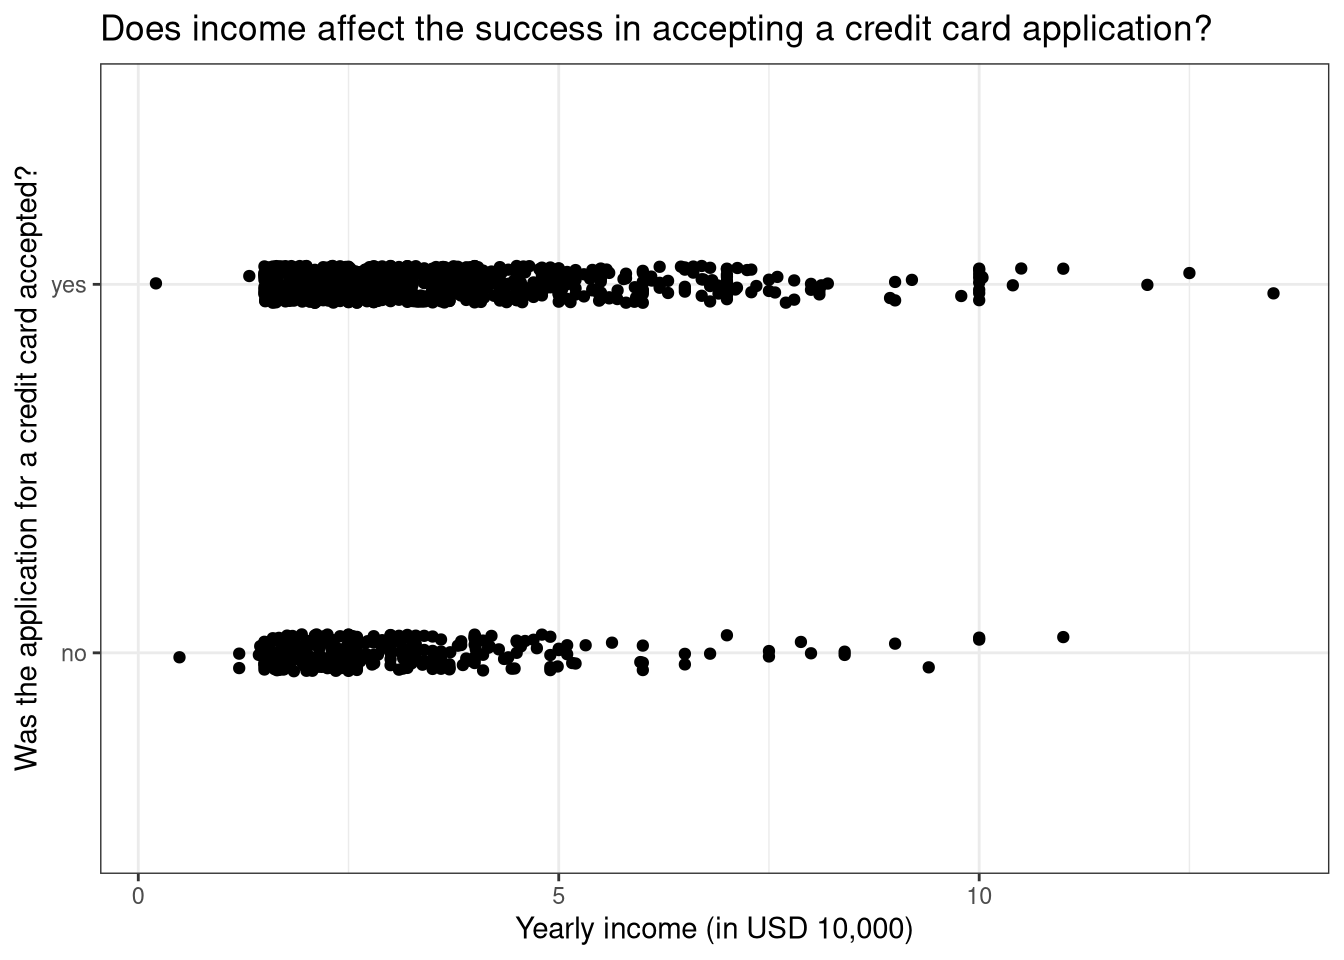 Does income affect the success in accepting a credit card application?
Was the application for a credit card accepted?
yes
no
0
5
10
Yearly income (in USD 10,000)